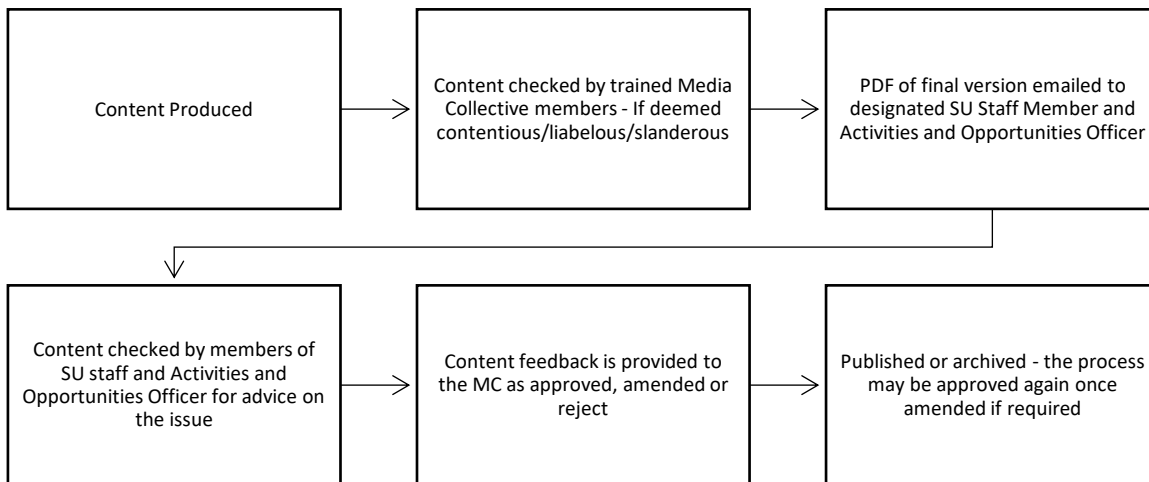 Content Produced
Content checked by trained Media
Collective members - If deemed
contentious/liabelous/slanderous
PDF of final version emailed to
designated SU Staff Member and
Activities and Opportunities Officer
Content checked by members of
SU staff and Activities and
Opportunities Officer for advice on
the issue
Content feedback is provided to
the MC as approved, amended or
reject
Published or archived - the process
may be approved again once
amended if required